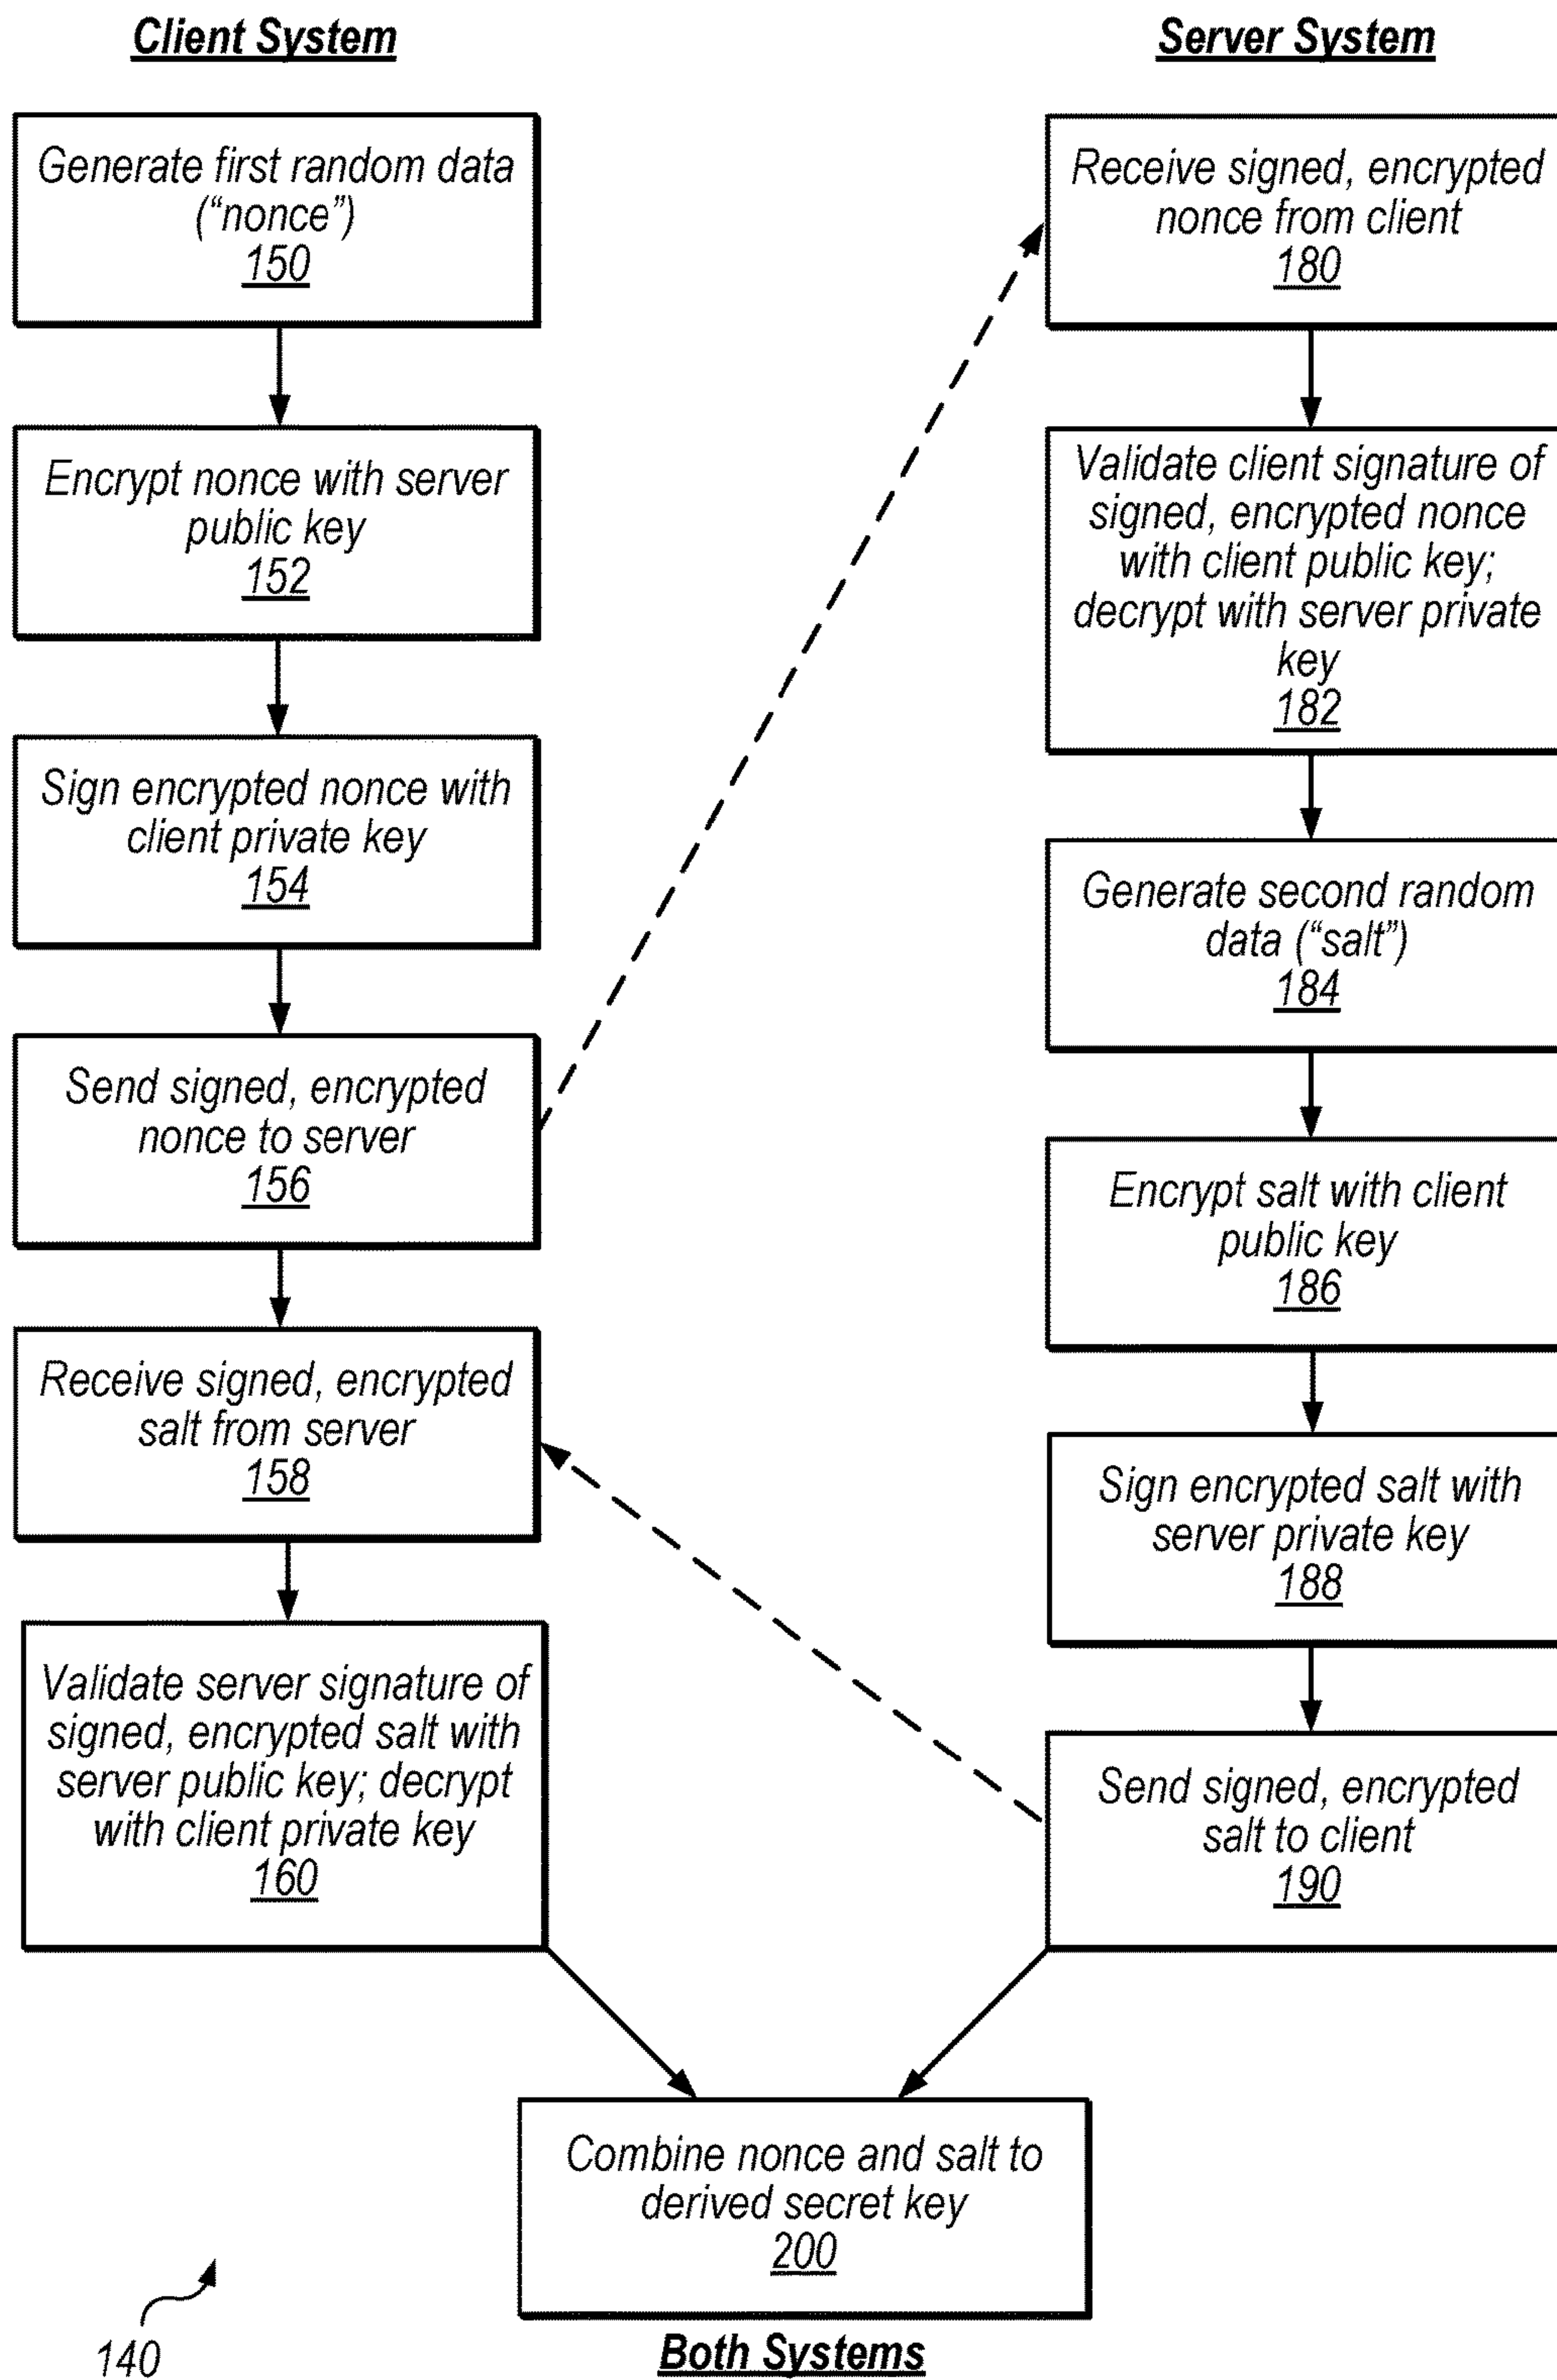 Client System
Generate first random data
(“nonce”)
150
Encrypt nonce with server
public key
152
Sign encrypted nonce with
client private key
154
Send signed, encrypted
nonce to server
156
Receive signed, encrypted
salt from server
158
Validate server signature of
signed, encrypted salt with
server public key; decrypt
with client private key
160
Server System
Receive signed, encrypted
nonce from client
180
Validate client signature of
signed, encrypted nonce
with client public key;
decrypt with server private
key
182
Generate second random
data (“salt”)
184
Encrypt salt with client
public key
186
Sign encrypted salt with
server private key
188
Send signed, encrypted
salt to client
190
Combine nonce and salt to
derived secret key
200
Both Systems
140